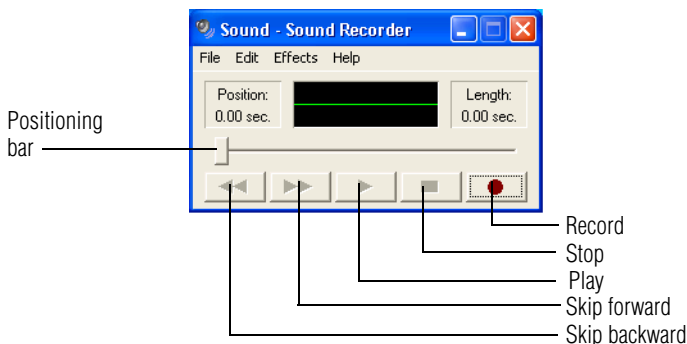 Sound - Sound Recorder
File Edit Effects Help
Position:
0.00 sec.
Length:
0.00 sec.
Positioning
bar
Record
Stop
Play
Skip forward
Skip backward